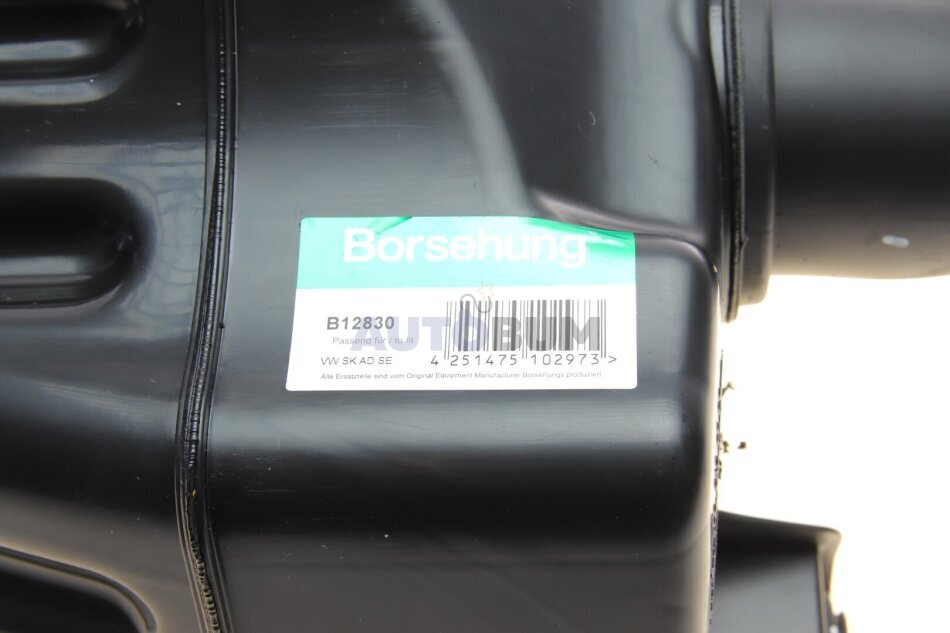 Borsehung
B12830
Passend für / to fit
VW SK AD SE
4 251475 102973 >
Alle Ersatzteile sind vom Original Equipment Manufacturer Borsehungs produziert.
AUTOBUM